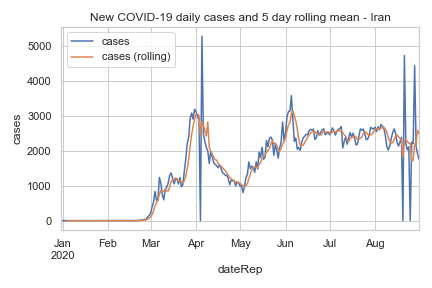 New COVID-19 daily cases and 5 day rolling mean - Iran
cases
cases (rolling)
5000
4000
3000
2000
1000
0
cases
Jan Feb Mar Apr May Jun Jul Aug
2020
dateRep